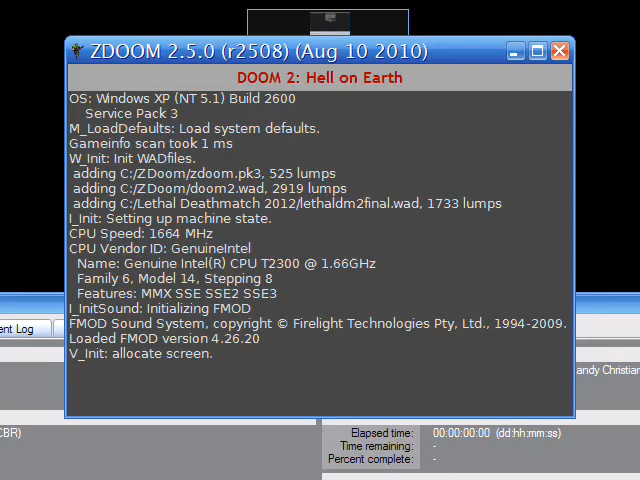 ZDOOM 2.5.0 (r2508) (Aug 10 2010)
DOOM 2: Hell on Earth
OS: Windows XP (NT 5.1) Build 2600
Service Pack 3
M_LoadDefaults: Load system defaults.
Gameinfo scan took 1 ms
W_Init: Init WADfiles.
adding C:/ZDoom/zdoom.pk3, 525 lumps
adding C:/ZDoom/doom2.wad, 2919 lumps
adding C:/Lethal Deathmatch 2012/lethaldm2final.wad, 1733 lumps
I_Init: Setting up machine state.
CPU Speed: 1664 MHz
CPU Vendor ID: GenuineIntel
Name: Genuine Intel(R) CPU T2300 @ 1.66GHz
Family 6, Model 14, Stepping 8
Features: MMX SSE SSE2 SSE3
I_InitSound: Initializing FMOD
FMOD Sound System, copyright © Firelight Technologies Pty, Ltd., 1994-2009.
Loaded FMOD version 4.26.20
V_Init: allocate screen.
ent Log
andy Christian
CBR)
Elapsed time: 00:00:00:00 (dd:hh:mm:ss)
Time remaining: -
Percent complete: -